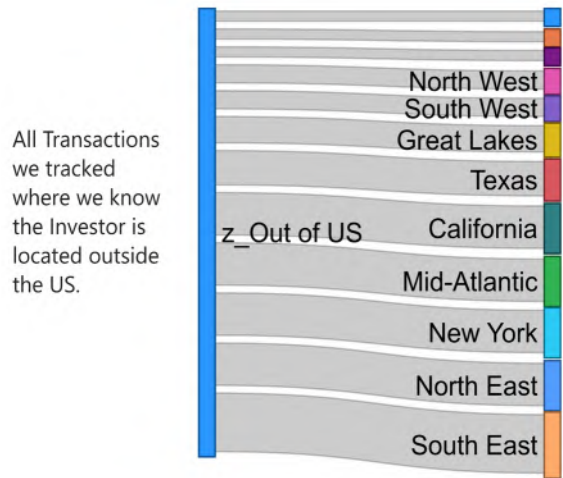 All Transactions
we tracked
where we know
the Investor is
located outside
the US.
z_Out of US
North West
South West
Great Lakes
Texas
California
Mid-Atlantic
New York
North East
South East